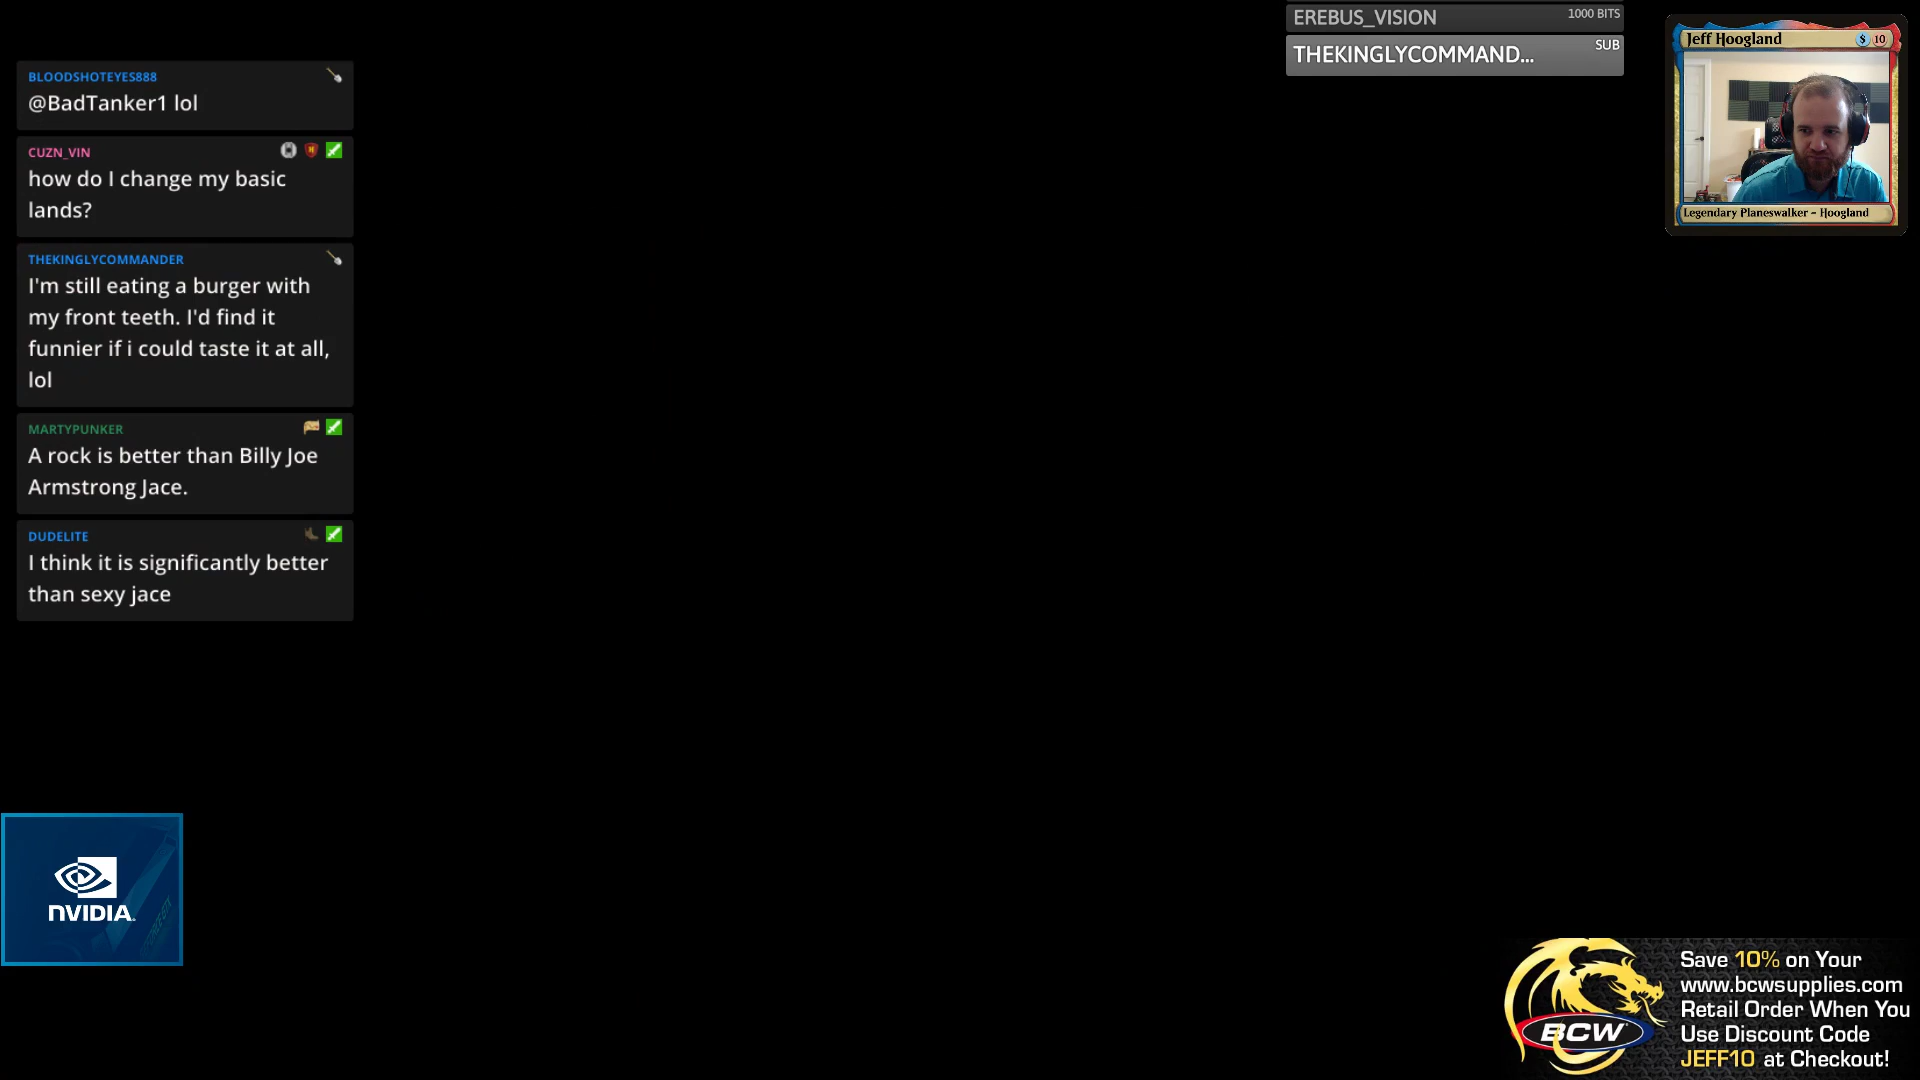 BLOODSHOTEYES888
@BadTanker1 lol
CUZN_VIN
how do I change my basic
lands?
THEKINGLYCOMMANDER
I'm still eating a burger with
my front teeth. I'd find it
funnier if i could taste it at all,
lol
MARTYPUNKER
A rock is better than Billy Joe
Armstrong Jace.
DUDELITE
I think it is significantly better
than sexy jace
EREBUS_VISION 1000 BITS
THEKINGLYCOMMAND... SUB
Jeff Hoogland $ 10
Legendary Planeswalker - Hoogland
NVIDIA.
BCW
Save 10% on Your
www.bcwsupplies.com
Retail Order When You
Use Discount Code
JEFF10 at Checkout!